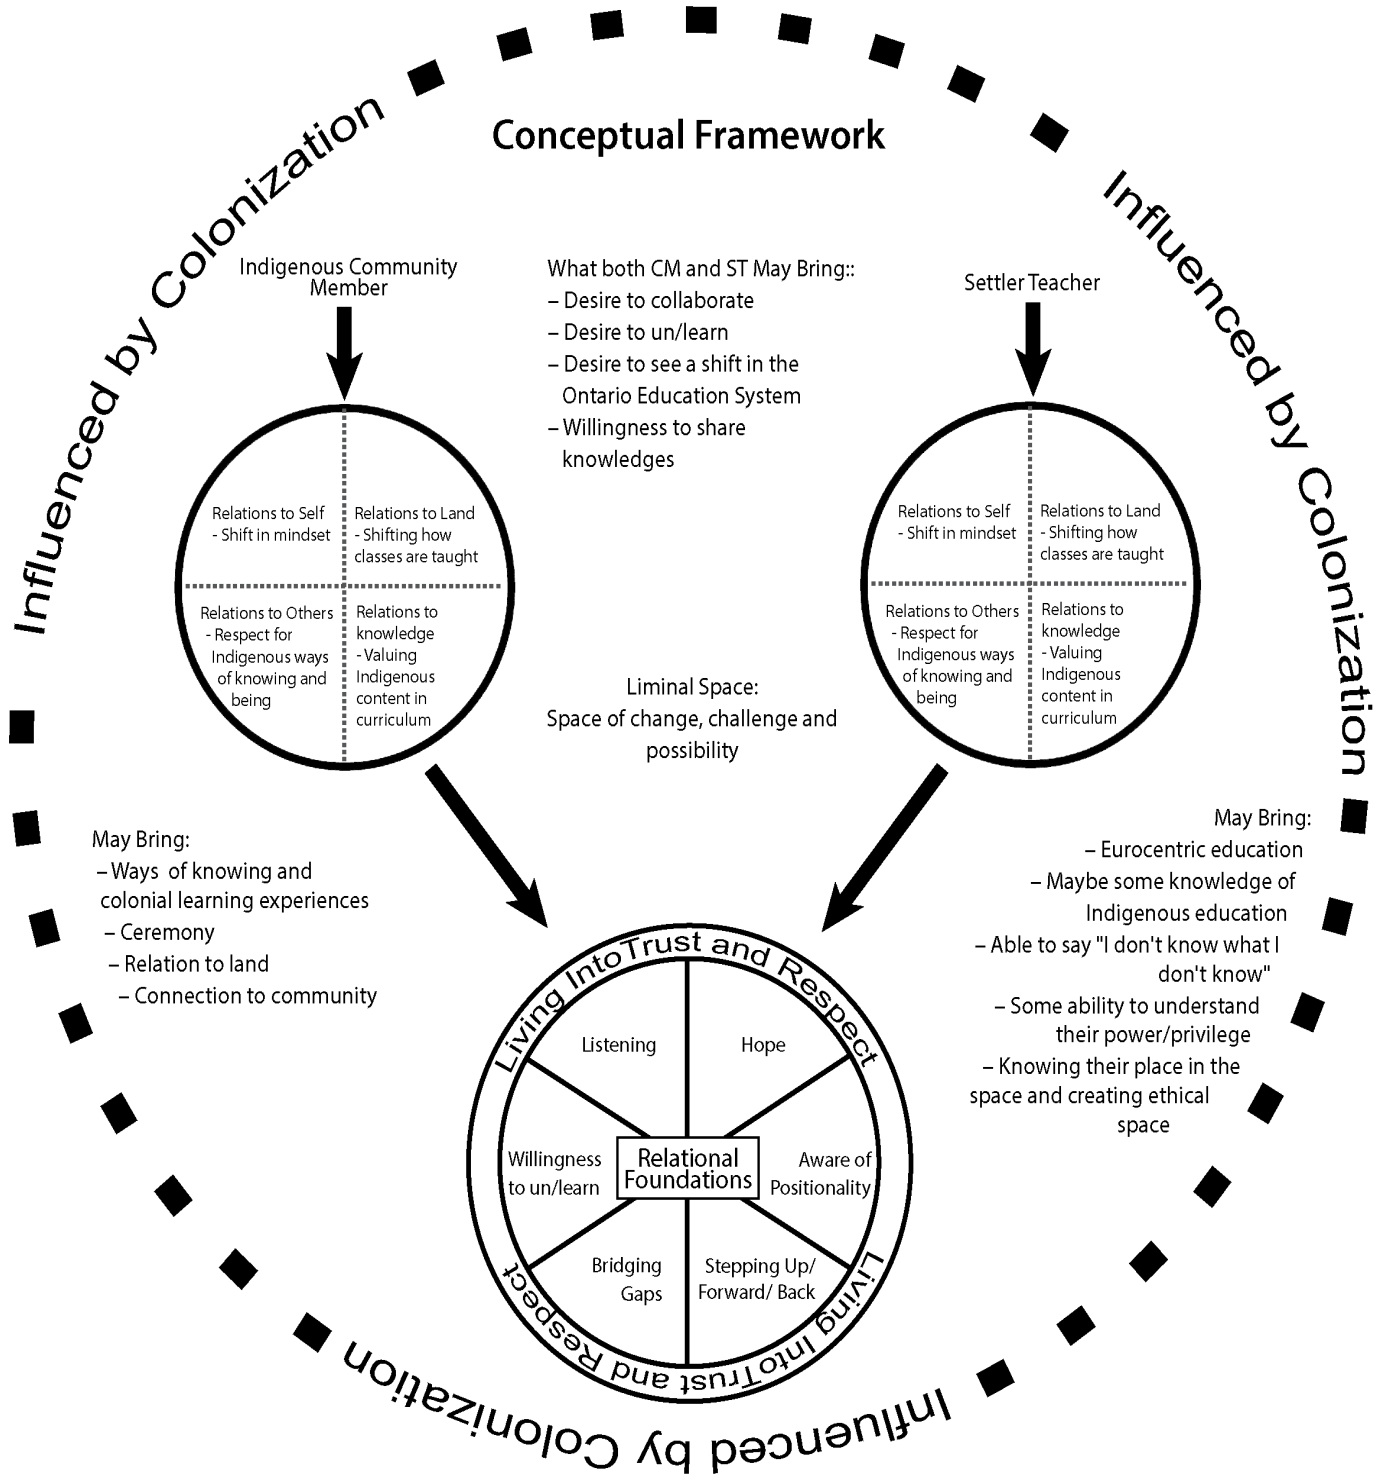 Conceptual Framework
Influenced by Colonization
Influenced by Colonization
Indigenous Community
Member
What both CM and ST May Bring::
– Desire to collaborate
– Desire to un/learn
– Desire to see a shift in the
Ontario Education System
– Willingness to share
knowledges
Settler Teacher
Relations to Self
- Shift in mindset
Relations to Land
- Shifting how
classes are taught
Relations to Others
- Respect for
Indigenous ways
of knowing and
being
Relations to
knowledge
- Valuing
Indigenous
content in
curriculum
Relations to Self
- Shift in mindset
Relations to Land
- Shifting how
classes are taught
Relations to Others
- Respect for
Indigenous ways
of knowing and
being
Relations to
knowledge
- Valuing
Indigenous
content in
curriculum
Liminal Space:
Space of change, challenge and
possibility
May Bring:
– Ways of knowing and
colonial learning experiences
– Ceremony
– Relation to land
– Connection to community
May Bring:
– Eurocentric education
– Maybe some knowledge of
Indigenous education
– Able to say "I don't know what I
don't know"
– Some ability to understand
their power/privilege
– Knowing their place in the
space and creating ethical
space
Living IntoTrust and Respect
Listening
Hope
Willingness
to un/learn
Relational
Foundations
Aware of
Positionality
Bridging
Gaps
Stepping Up/
Forward/ Back
Living IntoTrust and Respect
Influenced by Colonization